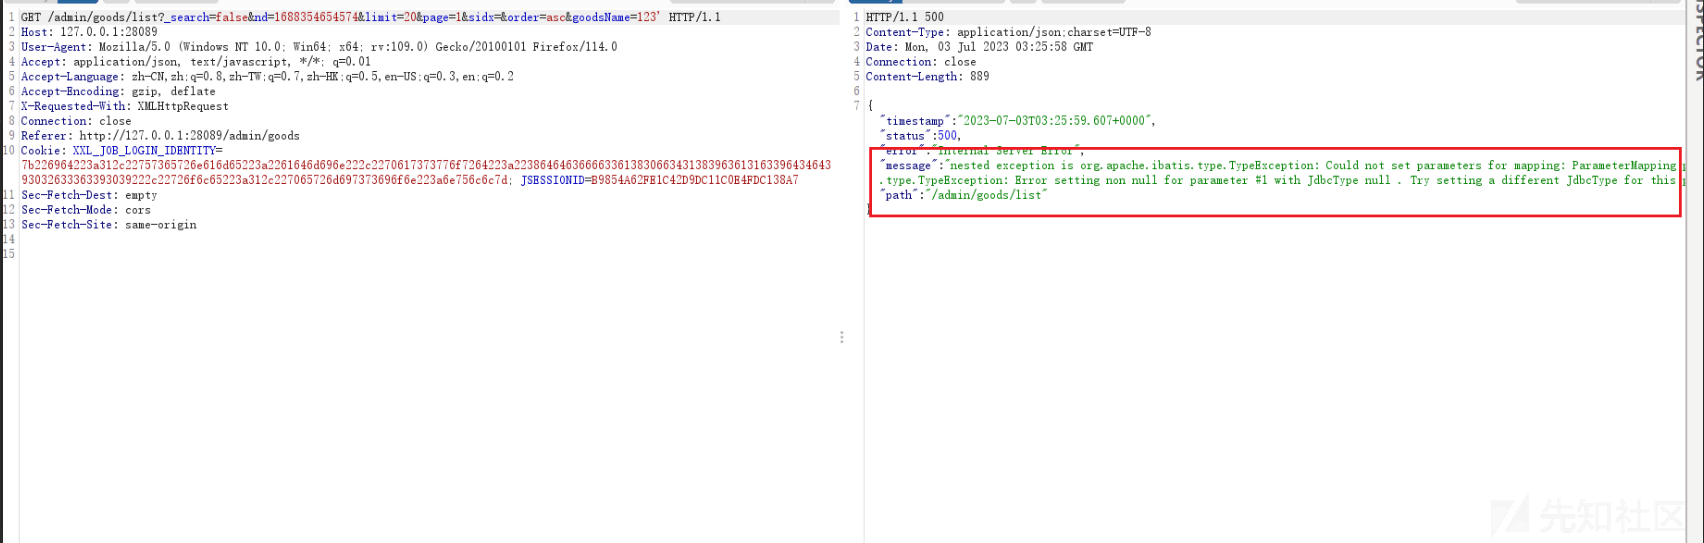 1 GET /admin/goods/list?_search=false&nd=1688354654574&limit=20&page=1&sidx=&order=asc&goodsName=123' HTTP/1.1
2 Host: 127.0.0.1:28089
3 User-Agent: Mozilla/5.0 (Windows NT 10.0; Win64; x64; rv:109.0) Gecko/20100101 Firefox/114.0
4 Accept: application/json, text/javascript, */*; q=0.01
5 Accept-Language: zh-CN,zh;q=0.8,zh-TW;q=0.7,zh-HK;q=0.5,en-US;q=0.3,en;q=0.2
6 Accept-Encoding: gzip, deflate
7 X-Requested-With: XMLHttpRequest
8 Connection: close
9 Referer: http://127.0.0.1:28089/admin/goods
10 Cookie: XXL_JOB_LOGIN_IDENTITY=
JSESSIONID=B9854A62FE1C42D9DC11C0E4FDC138A7
11 Sec-Fetch-Dest: empty
12 Sec-Fetch-Mode: cors
13 Sec-Fetch-Site: same-origin
14
15
1 HTTP/1.1 500
2 Content-Type: application/json;charset=UTF-8
3 Date: Mon, 03 Jul 2023 03:25:58 GMT
4 Connection: close
5 Content-Length: 889
6
7 {
"timestamp":"2023-07-03T03:25:59.607+0000",
"status":500,
"error":"Internal Server Error",
"message":"nested exception is org.apache.ibatis.type.TypeException: Could not set parameters for mapping: ParameterMapping
.type.TypeException: Error setting non null for parameter #1 with JdbcType null . Try setting a different JdbcType for this
"path":"/admin/goods/list"
}
先知社区